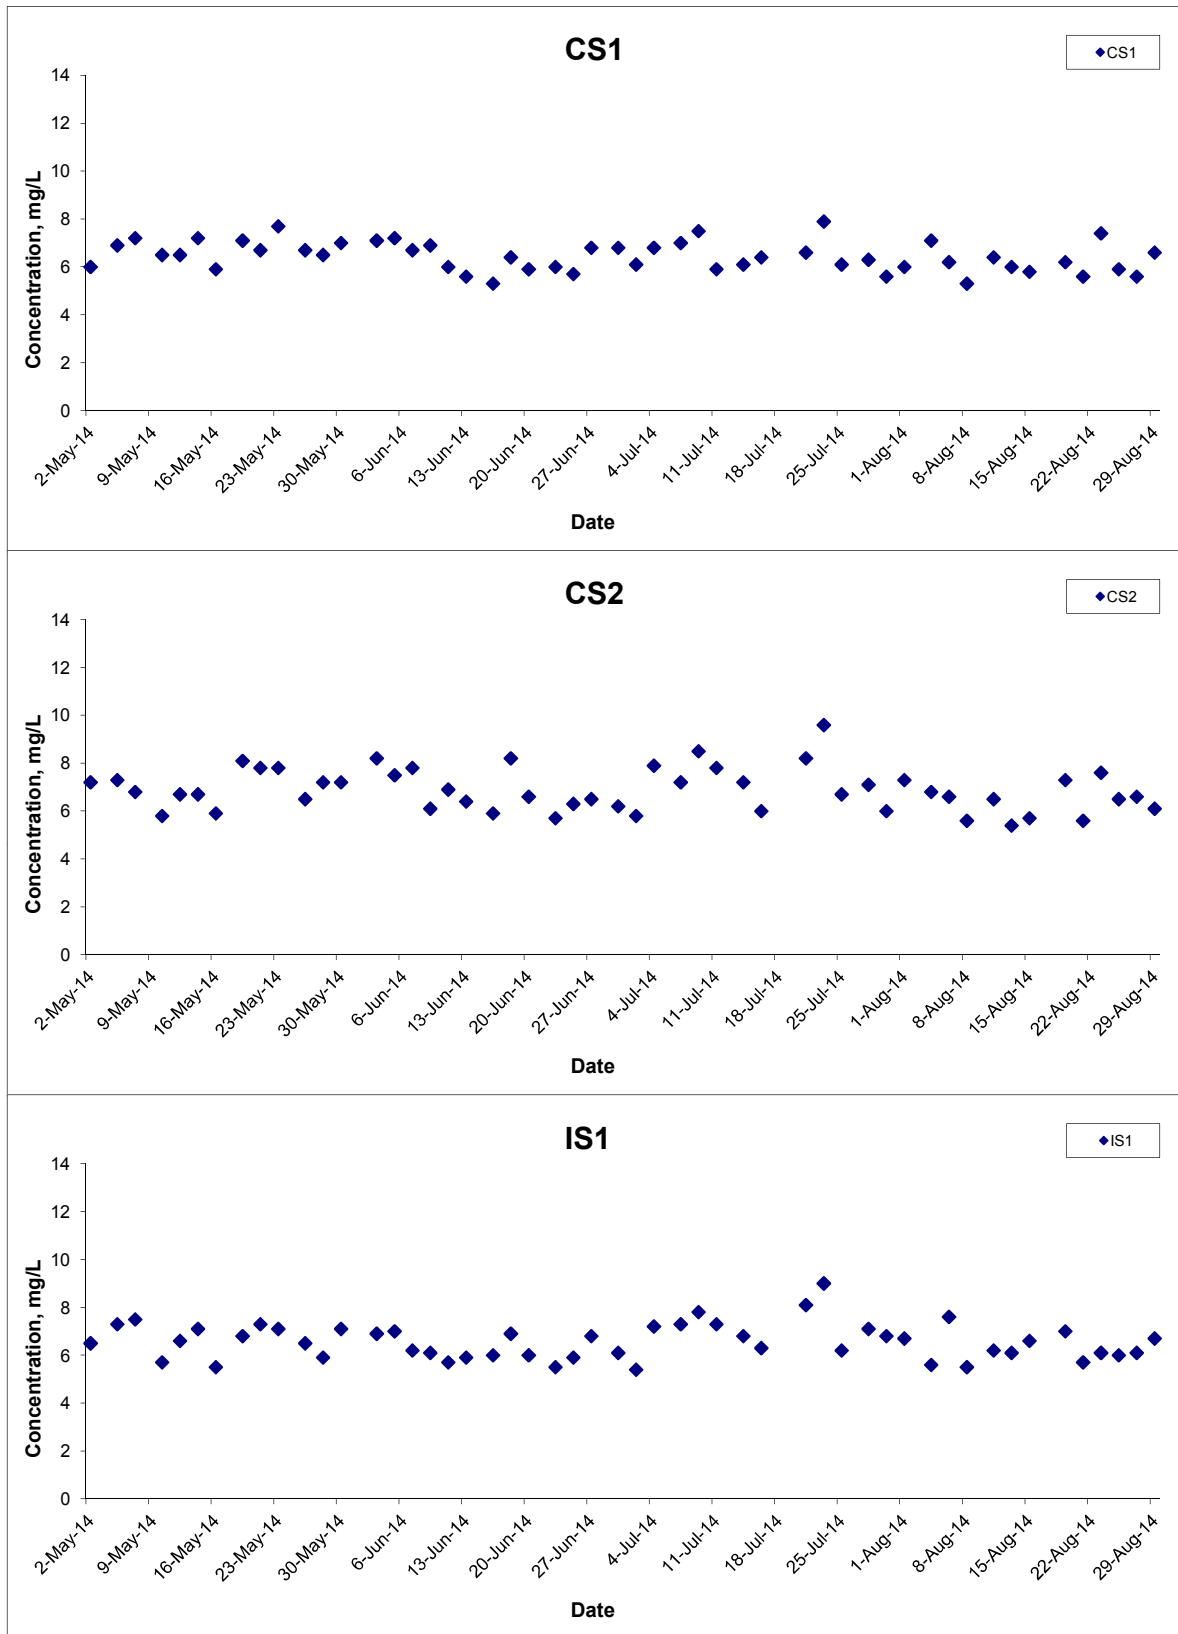 CS1
CS1
14
12
10
8
6
4
2
0
Concentration, mg/L
2-May-14
9-May-14
16-May-14
23-May-14
30-May-14
6-Jun-14
13-Jun-14
20-Jun-14
27-Jun-14
4-Jul-14
11-Jul-14
18-Jul-14
25-Jul-14
1-Aug-14
8-Aug-14
15-Aug-14
22-Aug-14
29-Aug-14
Date
CS2
CS2
14
12
10
8
6
4
2
0
Concentration, mg/L
2-May-14
9-May-14
16-May-14
23-May-14
30-May-14
6-Jun-14
13-Jun-14
20-Jun-14
27-Jun-14
4-Jul-14
11-Jul-14
18-Jul-14
25-Jul-14
1-Aug-14
8-Aug-14
15-Aug-14
22-Aug-14
29-Aug-14
Date
IS1
IS1
14
12
10
8
6
4
2
0
Concentration, mg/L
2-May-14
9-May-14
16-May-14
23-May-14
30-May-14
6-Jun-14
13-Jun-14
20-Jun-14
27-Jun-14
4-Jul-14
11-Jul-14
18-Jul-14
25-Jul-14
1-Aug-14
8-Aug-14
15-Aug-14
22-Aug-14
29-Aug-14
Date